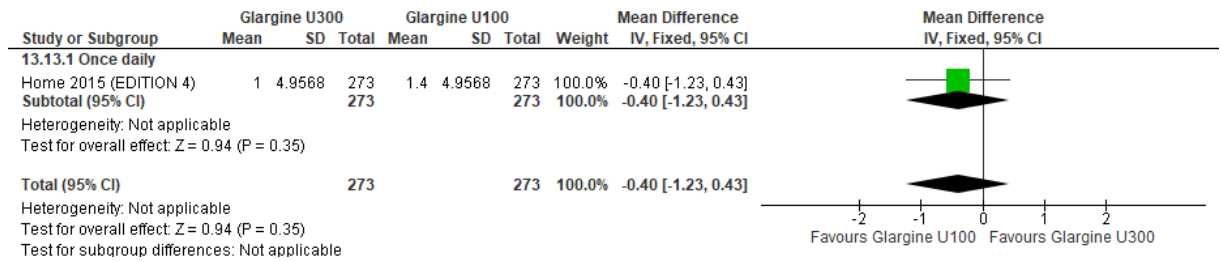 Glargine U300 Glargine U100 Mean Difference Mean Difference
Study or Subgroup Mean SD Total Mean SD Total Weight IV, Fixed, 95% CI IV, Fixed, 95% CI
13.13.1 Once daily
Home 2015 (EDITION 4) 1 4.9568 273 1.4 4.9568 273 100.0% -0.40 [-1.23, 0.43]
Subtotal (95% CI) 273 273 100.0% -0.40 [-1.23, 0.43]
Heterogeneity: Not applicable
Test for overall effect: Z = 0.94 (P = 0.35)
Total (95% CI) 273 273 100.0% -0.40 [-1.23, 0.43]
Heterogeneity: Not applicable
Test for overall effect: Z = 0.94 (P = 0.35)
Test for subgroup differences: Not applicable
-2 -1 0 1 2
Favours Glargine U100 Favours Glargine U300